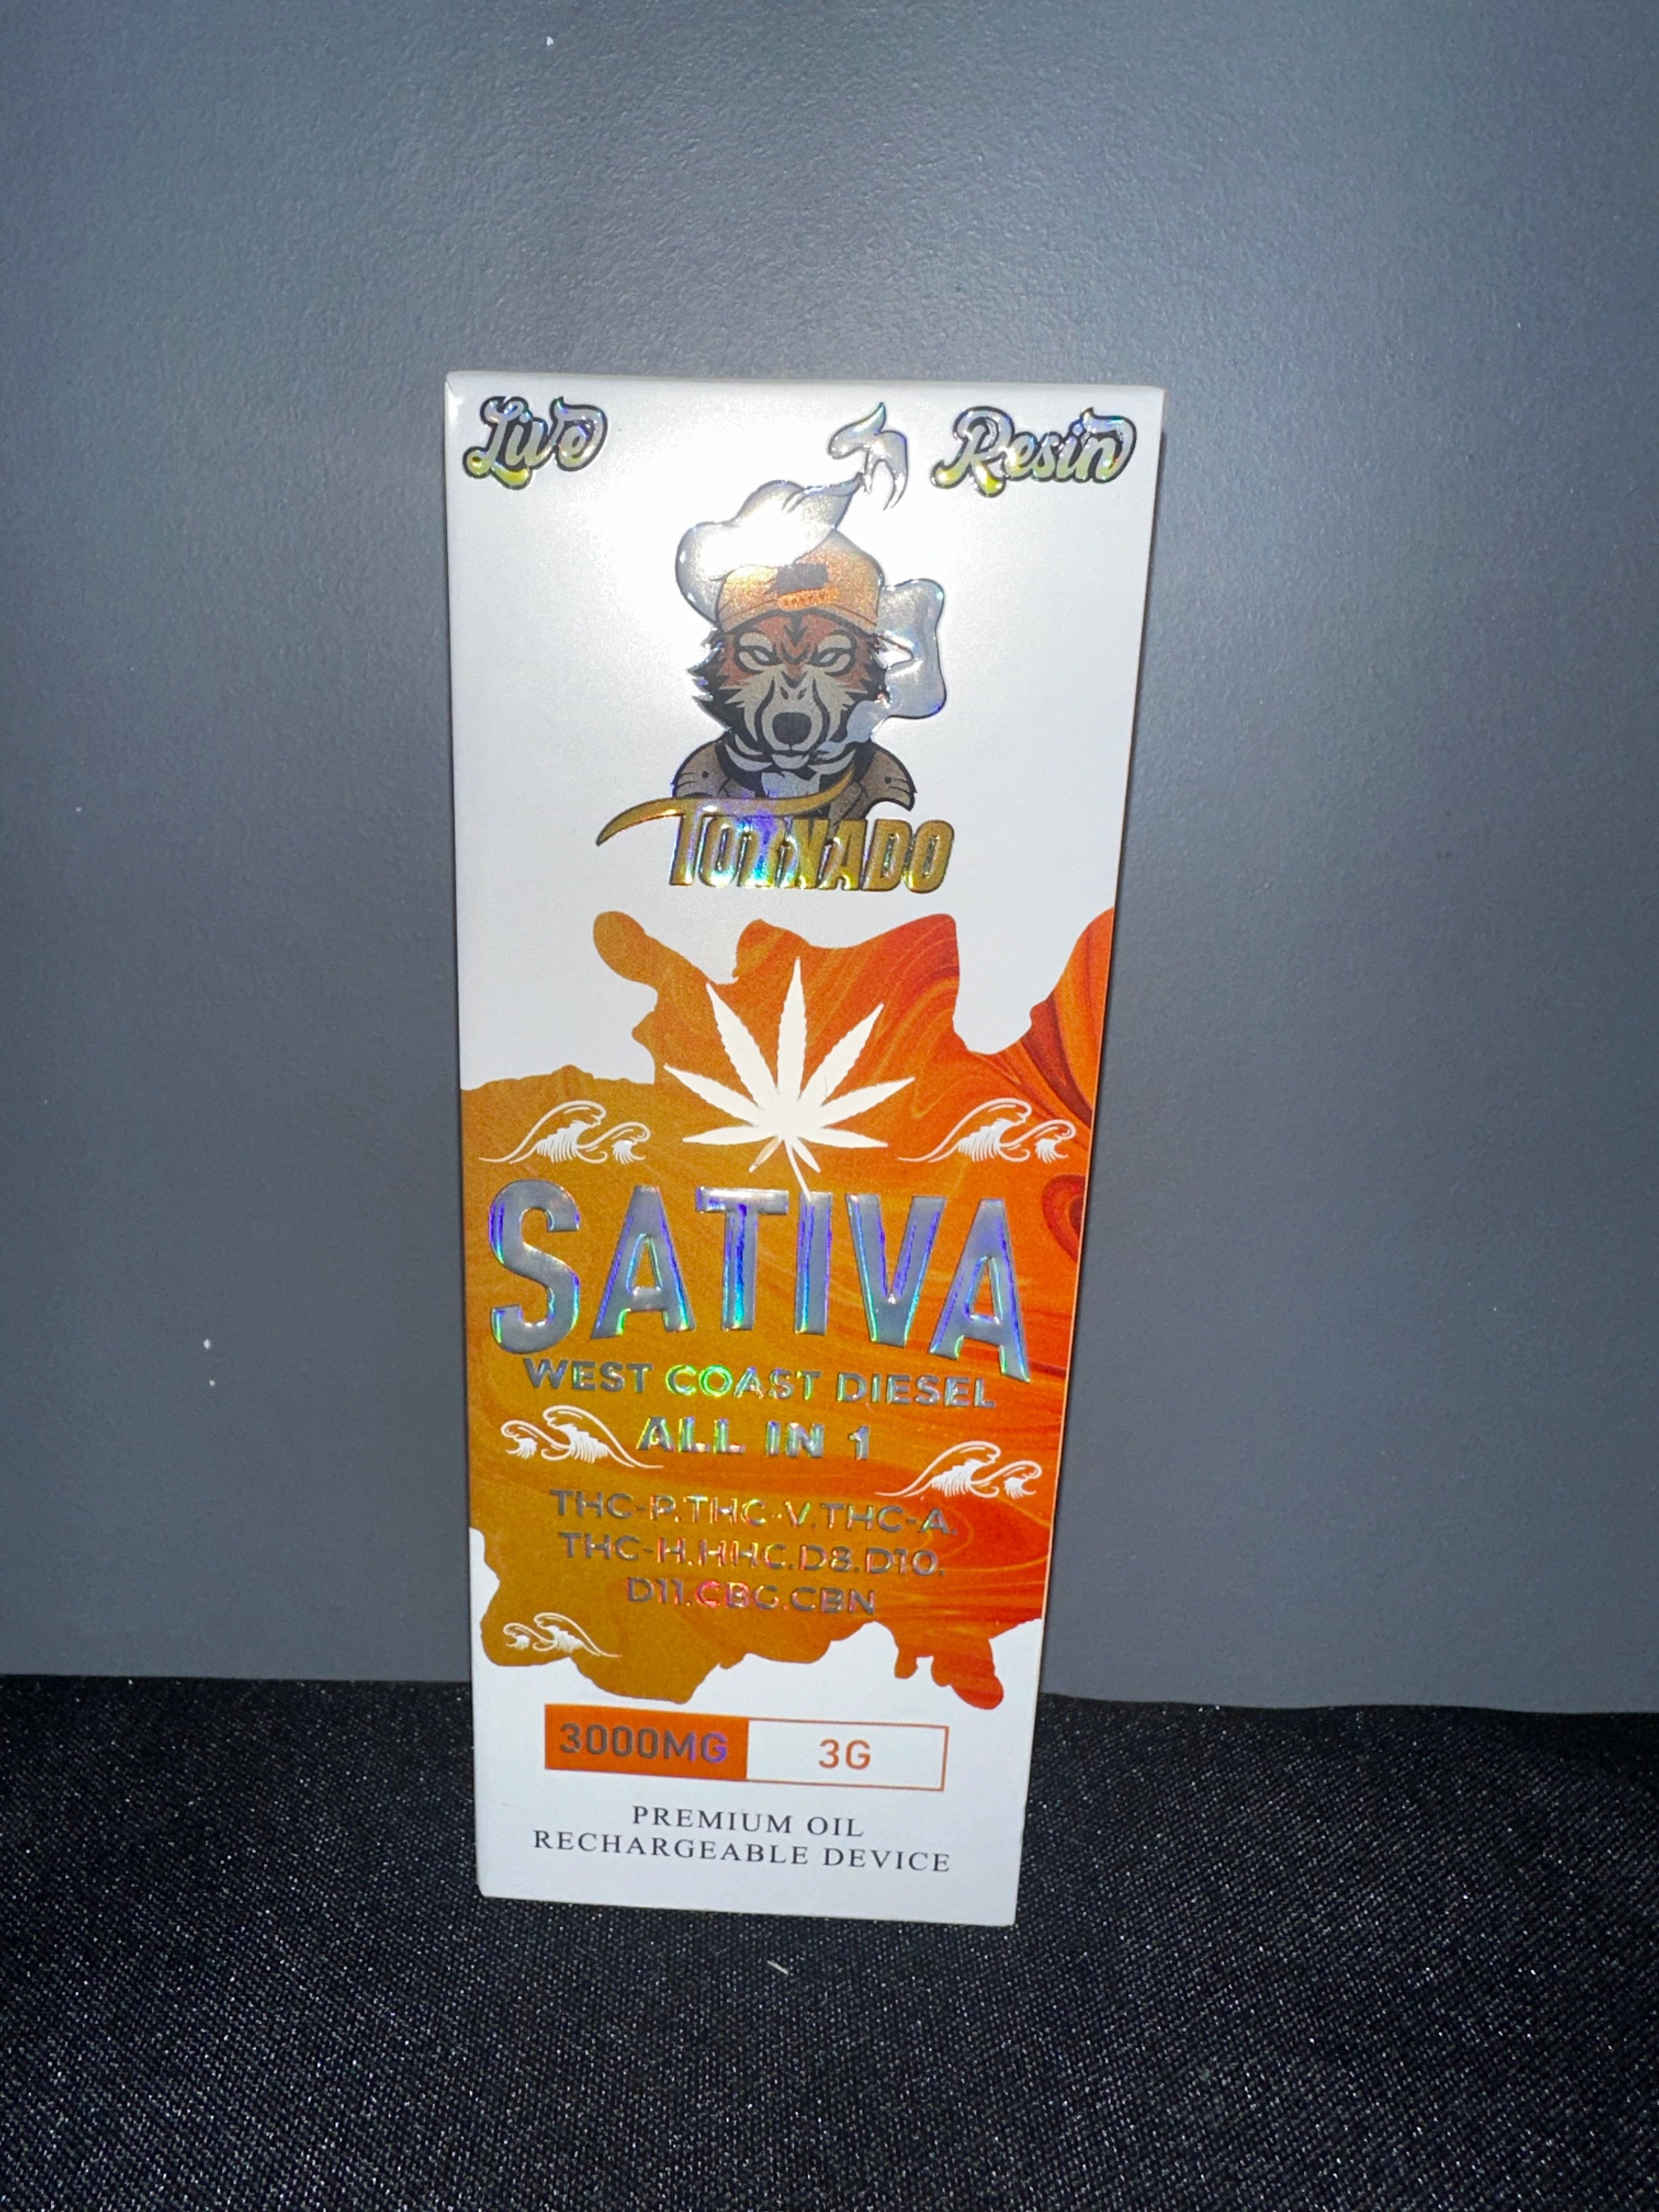 Live Resin
TORNADO
SATIVA
WEST COAST DIESEL
ALL IN 1
THC-P.THC-V.THC-A.
THC-H.HHC.D8.D10.
D11.CBG.CBN
3000MG 3G
PREMIUM OIL
RECHARGEABLE DEVICE